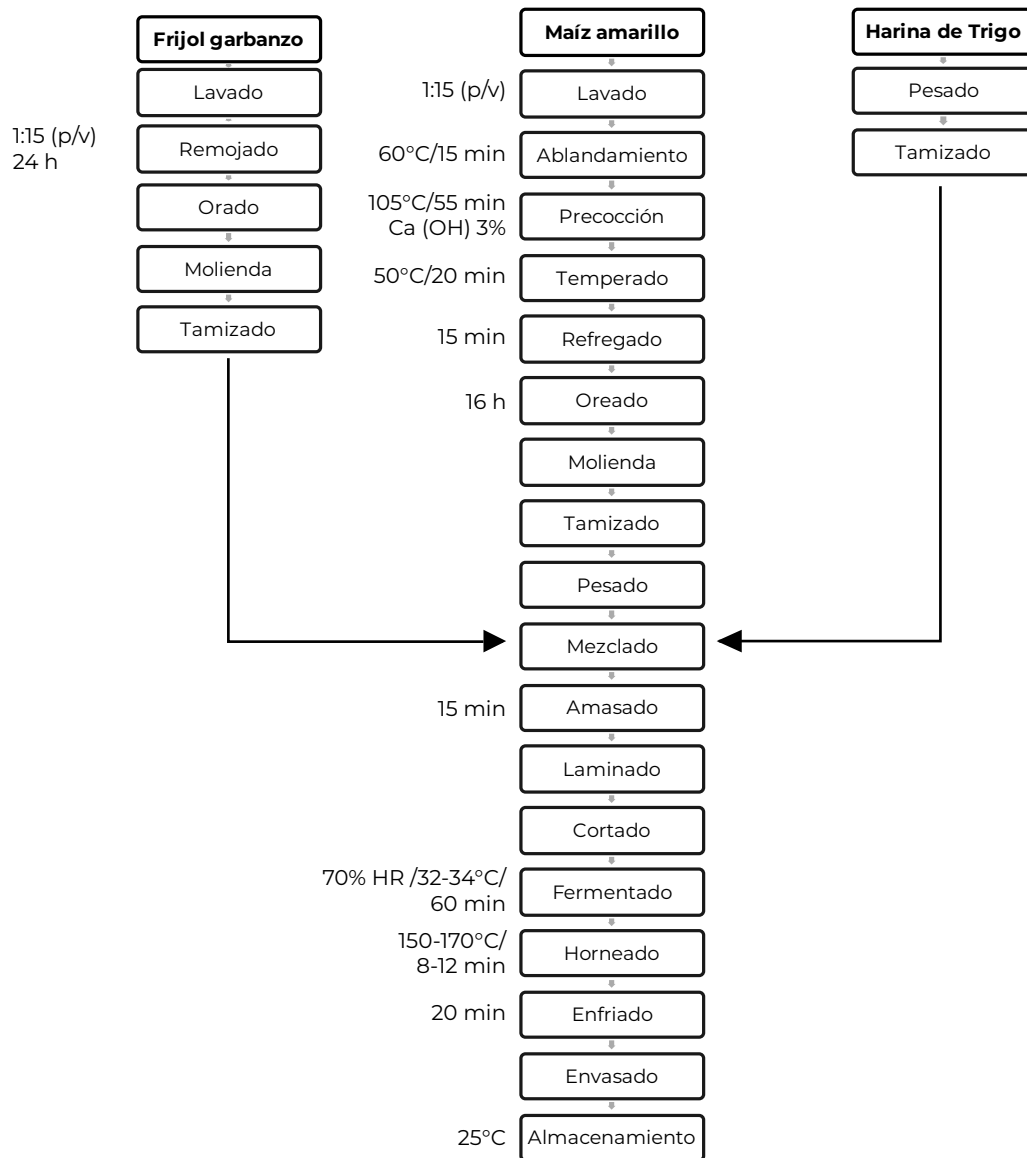 Frijol garbanzo
Lavado
1:15 (p/v)
24 h
Remojado
Orado
Molienda
Tamizado
Maíz amarillo
1:15 (p/v)
Lavado
60°C/15 min
Ablandamiento
105°C/55 min
Ca (OH) 3%
Precocción
50°C/20 min
Temperado
15 min
Refregado
16 h
Oreado
Molienda
Tamizado
Pesado
Mezclado
15 min
Amasado
Laminado
Cortado
70% HR /32-34°C/
60 min
Fermentado
150-170°C/
8-12 min
Horneado
20 min
Enfriado
Envasado
25°C
Almacenamiento
Harina de Trigo
Pesado
Tamizado